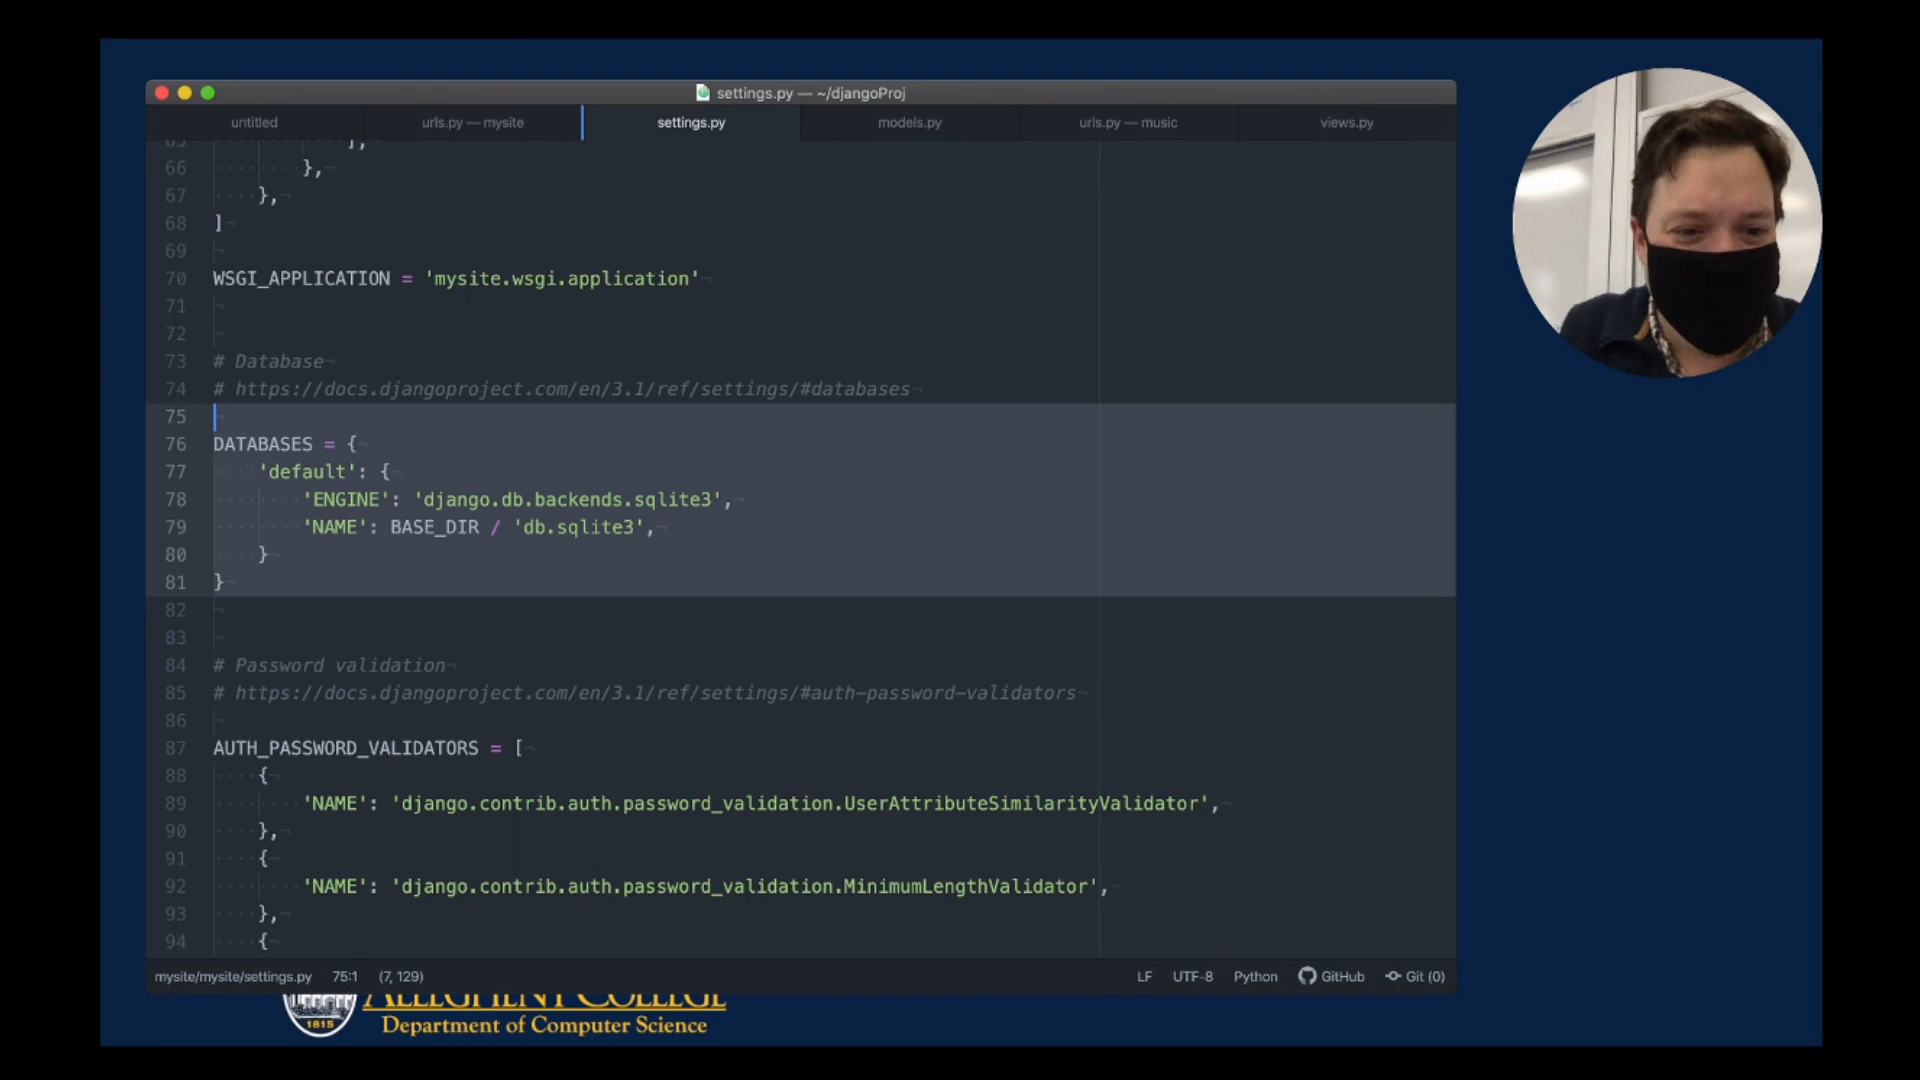 settings.py — ~/djangoProj
untitled
urls.py — mysite
settings.py
models.py
urls.py — music
views.py
65 ],
66 },
67 },
68 ]
69
70 WSGI_APPLICATION = 'mysite.wsgi.application'
71
72
73 # Database
74 # https://docs.djangoproject.com/en/3.1/ref/settings/#databases
75
76 DATABASES = {
77 'default': {
78 'ENGINE': 'django.db.backends.sqlite3',
79 'NAME': BASE_DIR / 'db.sqlite3',
80 }
81 }
82
83
84 # Password validation
85 # https://docs.djangoproject.com/en/3.1/ref/settings/#auth-password-validators
86
87 AUTH_PASSWORD_VALIDATORS = [
88 {
89 'NAME': 'django.contrib.auth.password_validation.UserAttributeSimilarityValidator',
90 },
91 {
92 'NAME': 'django.contrib.auth.password_validation.MinimumLengthValidator',
93 },
94 {
mysite/mysite/settings.py 75:1 (7, 129) LF UTF-8 Python GitHub Git (0)
ALLEGHENY COLLEGE
1815
Department of Computer Science